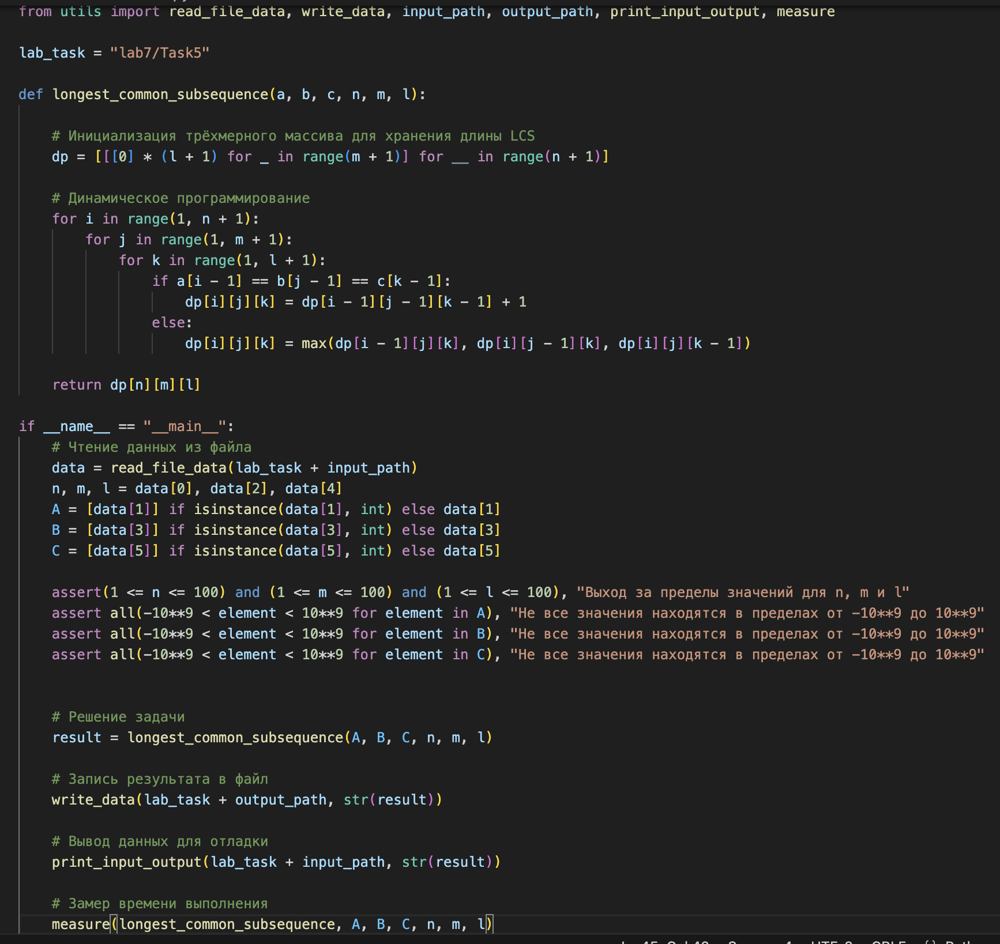 from utils import read_file_data, write_data, input_path, output_path, print_input_output, measure

lab_task = "lab7/Task5"

def longest_common_subsequence(a, b, c, n, m, l):

    # Инициализация трёхмерного массива для хранения длины LCS
    dp = [[[0] * (l + 1) for _ in range(m + 1)] for __ in range(n + 1)]

    # Динамическое программирование
    for i in range(1, n + 1):
        for j in range(1, m + 1):
            for k in range(1, l + 1):
                if a[i - 1] == b[j - 1] == c[k - 1]:
                    dp[i][j][k] = dp[i - 1][j - 1][k - 1] + 1
                else:
                    dp[i][j][k] = max(dp[i - 1][j][k], dp[i][j - 1][k], dp[i][j][k - 1])

    return dp[n][m][l]

if __name__ == "__main__":
    # Чтение данных из файла
    data = read_file_data(lab_task + input_path)
    n, m, l = data[0], data[2], data[4]
    A = [data[1]] if isinstance(data[1], int) else data[1]
    B = [data[3]] if isinstance(data[3], int) else data[3]
    C = [data[5]] if isinstance(data[5], int) else data[5]

    assert(1 <= n <= 100) and (1 <= m <= 100) and (1 <= l <= 100), "Выход за пределы значений для n, m и l"
    assert all(-10**9 < element < 10**9 for element in A), "Не все значения находятся в пределах от -10**9 до 10**9"
    assert all(-10**9 < element < 10**9 for element in B), "Не все значения находятся в пределах от -10**9 до 10**9"
    assert all(-10**9 < element < 10**9 for element in C), "Не все значения находятся в пределах от -10**9 до 10**9"

    # Решение задачи
    result = longest_common_subsequence(A, B, C, n, m, l)

    # Запись результата в файл
    write_data(lab_task + output_path, str(result))

    # Вывод данных для отладки
    print_input_output(lab_task + input_path, str(result))

    # Замер времени выполнения
    measure(longest_common_subsequence, A, B, C, n, m, l)